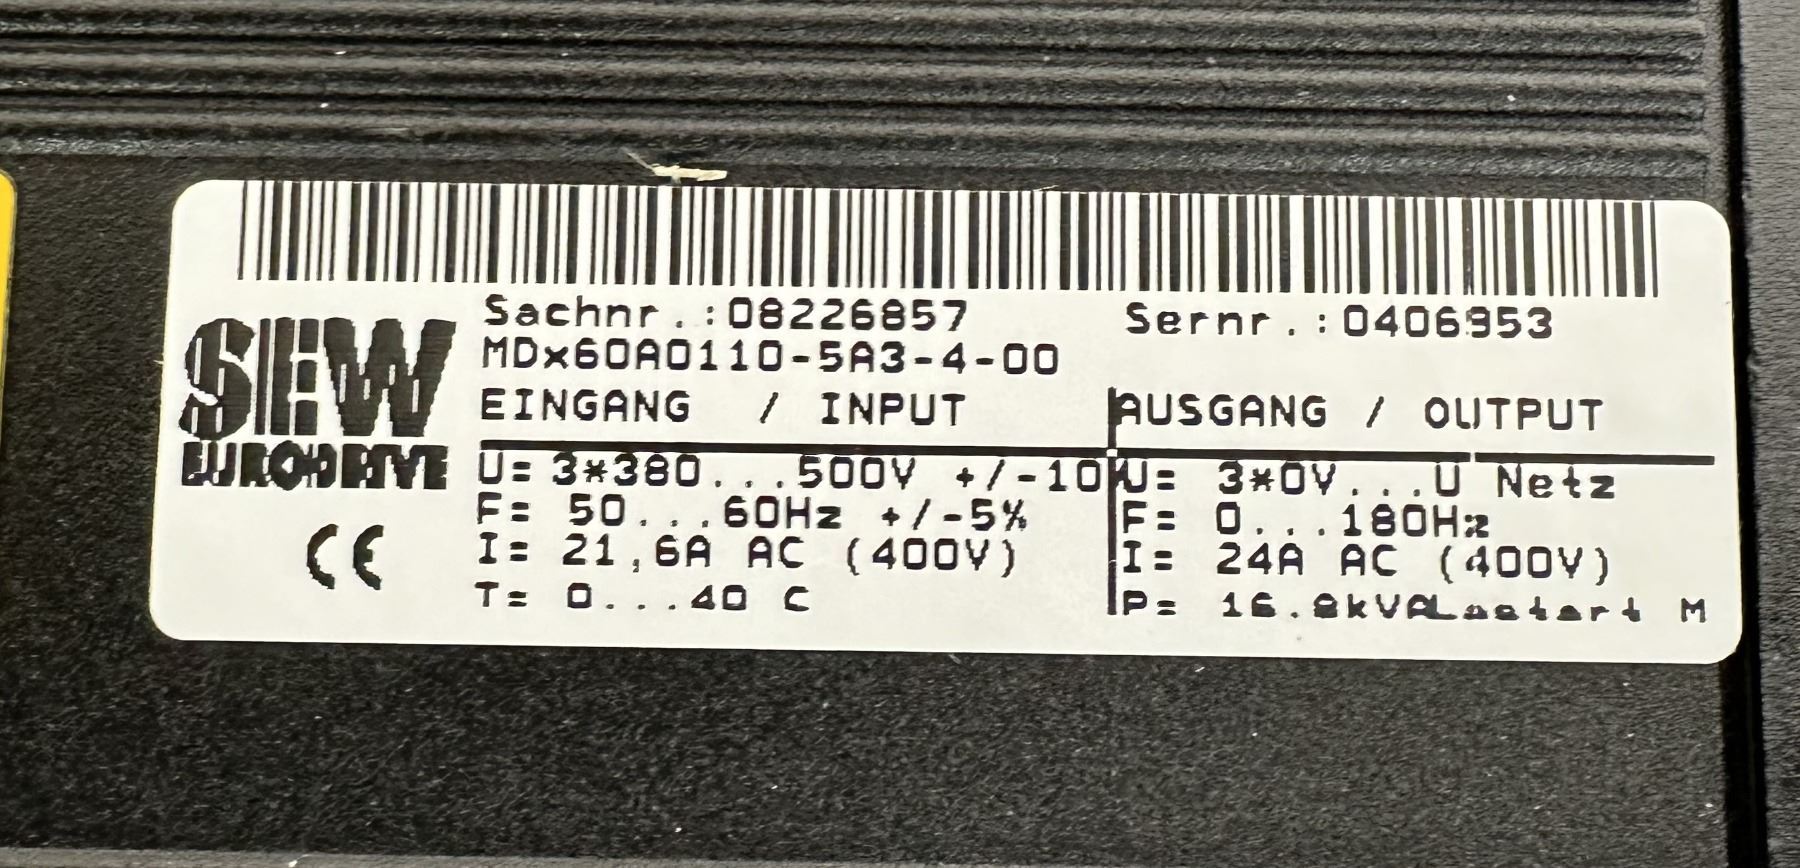 Sachnr.:08226857 Sernr.:0406953
MDx60A0110-5A3-4-00
SEW
EURODRIVE
CE
EINGANG / INPUT
U= 3*380...500V +/-10%
F= 50...60Hz +/-5%
I= 21,6A AC (400V)
T= 0...40 C
AUSGANG / OUTPUT
U= 3*0V...U Netz
F= 0...180Hz
I= 24A AC (400V)
P= 16.8kVA Lastart M